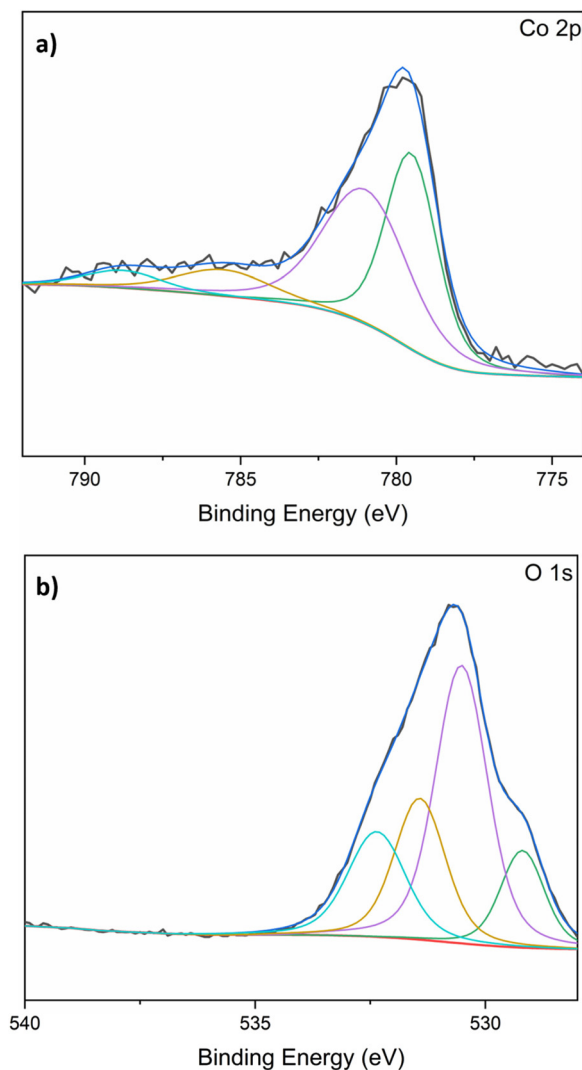 a)
Co 2p
790
785
780
775
Binding Energy (eV)
b)
O 1s
540
535
530
Binding Energy (eV)